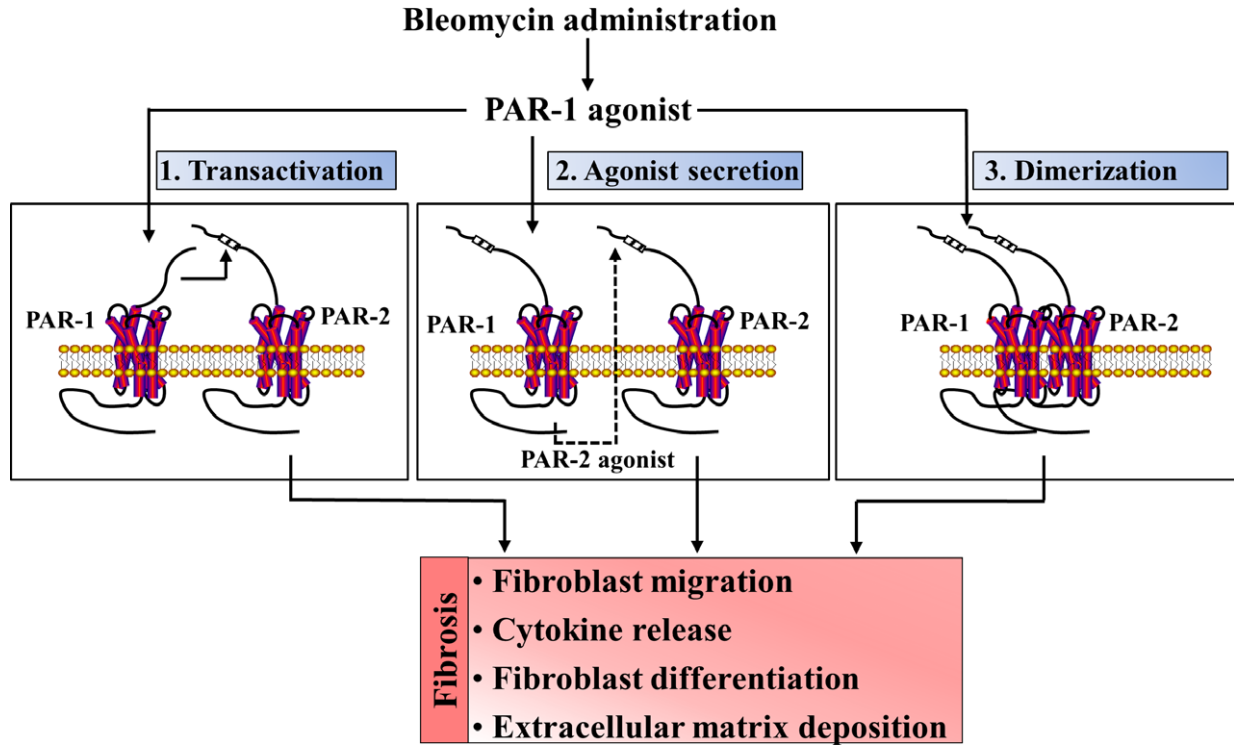 Bleomycin administration
PAR-1 agonist
1. Transactivation
2. Agonist secretion
3. Dimerization
PAR-1
PAR-2
PAR-1
PAR-2
PAR-2 agonist
PAR-1
PAR-2
Fibrosis
• Fibroblast migration
• Cytokine release
• Fibroblast differentiation
• Extracellular matrix deposition